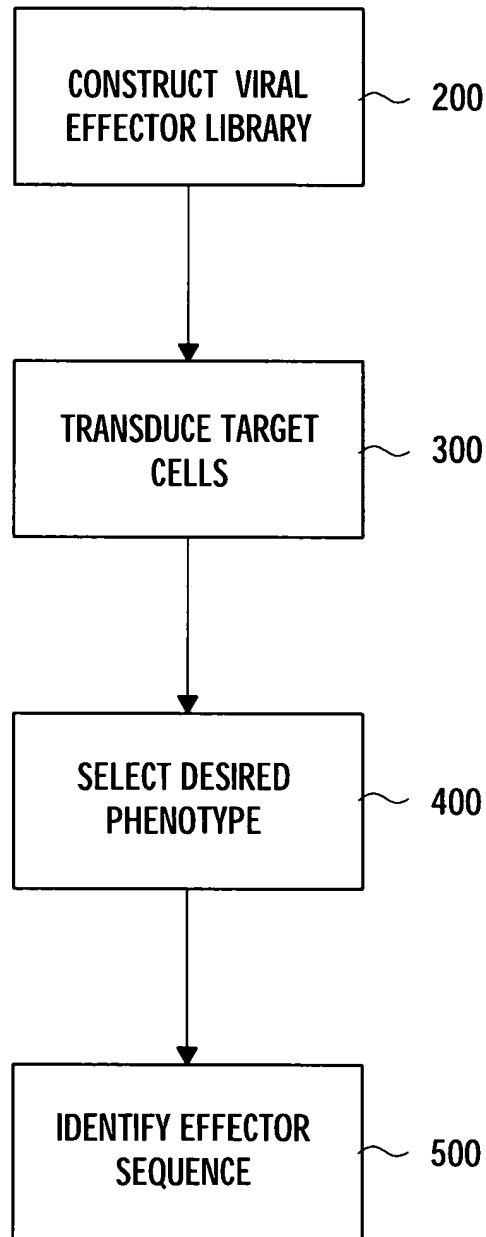 CONSTRUCT VIRAL
EFFECTOR LIBRARY
200
TRANSDUCE TARGET
CELLS
300
SELECT DESIRED
PHENOTYPE
400
IDENTIFY EFFECTOR
SEQUENCE
500